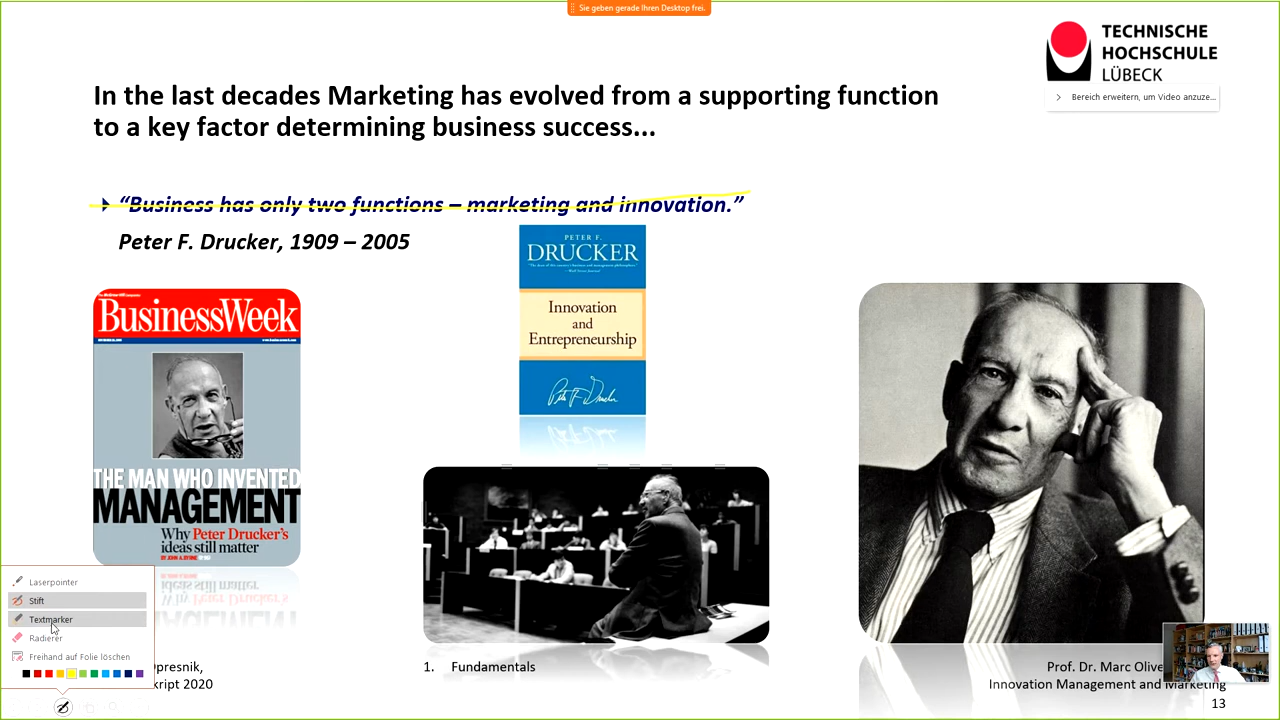 Sie geben gerade Ihren Desktop frei.
TECHNISCHE
HOCHSCHULE
LÜBECK
Bereich erweitern, um Video anzuze...
In the last decades Marketing has evolved from a supporting function
to a key factor determining business success...
“Business has only two functions – marketing and innovation.”
Peter F. Drucker, 1909 – 2005
BusinessWeek
THE MAN WHO INVENTED
MANAGEMENT
Why Peter Drucker's
ideas still matter
BY JOHN A. BYRNE
PETER F.
DRUCKER
Innovation
and
Entrepreneurship
Laserpointer
Stift
Textmarker
Radierer
Freihand auf Folie löschen
Opresnik,
kript 2020
1. Fundamentals
Prof. Dr. Marc Olive
Innovation Management and Marketing
13